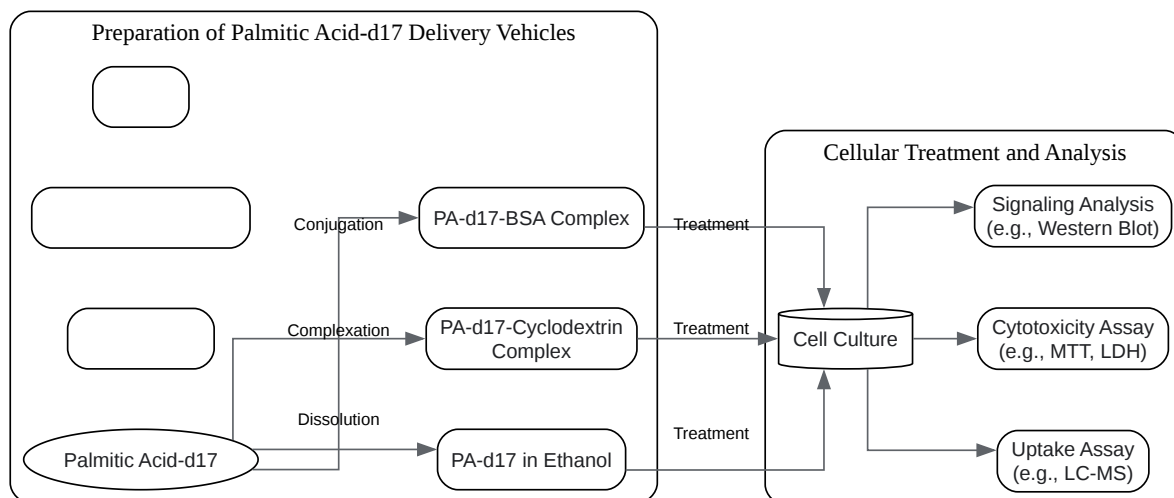 Preparation of Palmitic Acid-d17 Delivery Vehicles
Conjugation
PA-d17-BSA Complex
Treatment
Complexation
PA-d17-Cyclodextrin
Complex
Treatment
Dissolution
Palmitic Acid-d17
PA-d17 in Ethanol
Treatment
Cellular Treatment and Analysis
Cell Culture
Signaling Analysis
(e.g., Western Blot)
Cytotoxicity Assay
(e.g., MTT, LDH)
Uptake Assay
(e.g., LC-MS)